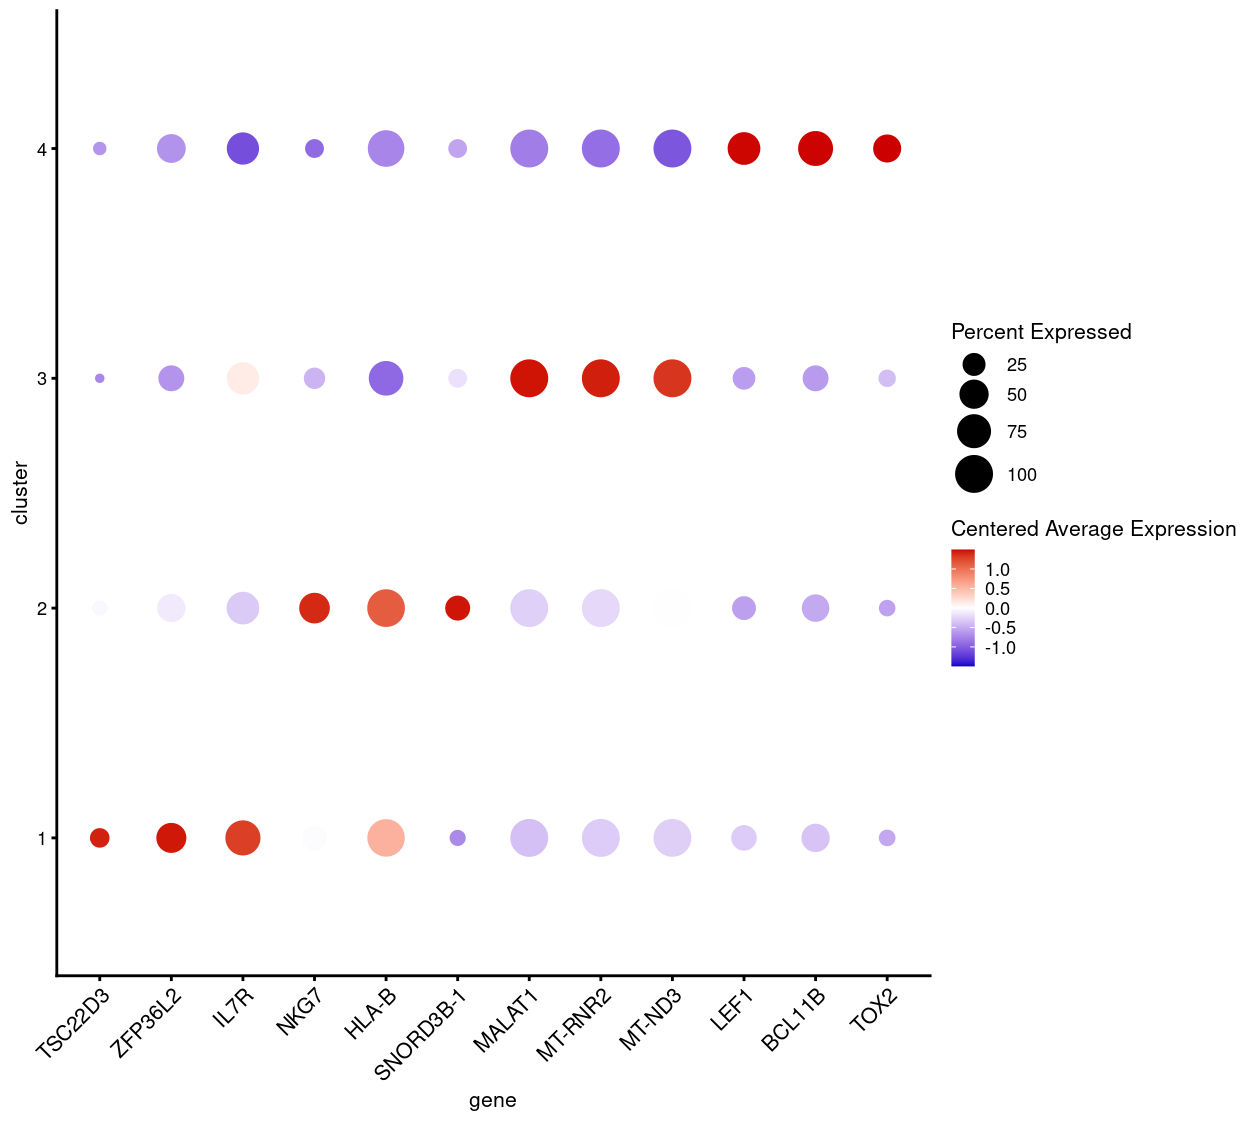 cluster
4
3
2
1
TSC22D3
ZFP36L2
IL7R
NKG7
HLA-B
SNORD3B-1
MALAT1
MT-RNR2
MT-ND3
LEF1
BCL11B
TOX2
gene
Percent Expressed
25
50
75
100
Centered Average Expression
1.0
0.5
0.0
-0.5
-1.0